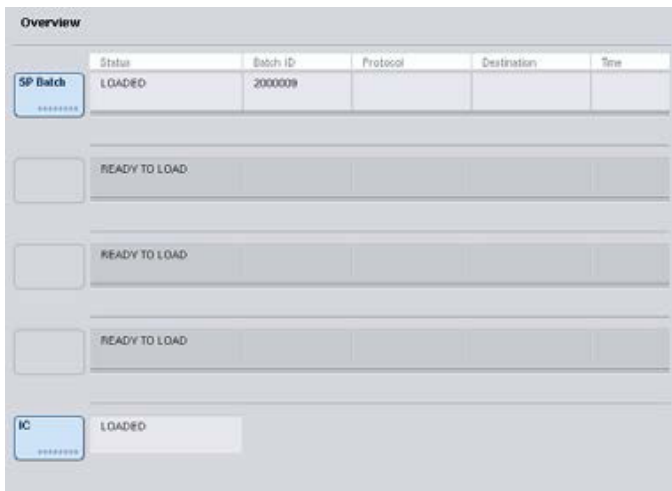 Overview
Status Batch ID Protocol Destination Time
SP Batch LOADED 2000009
READY TO LOAD
READY TO LOAD
READY TO LOAD
IC LOADED